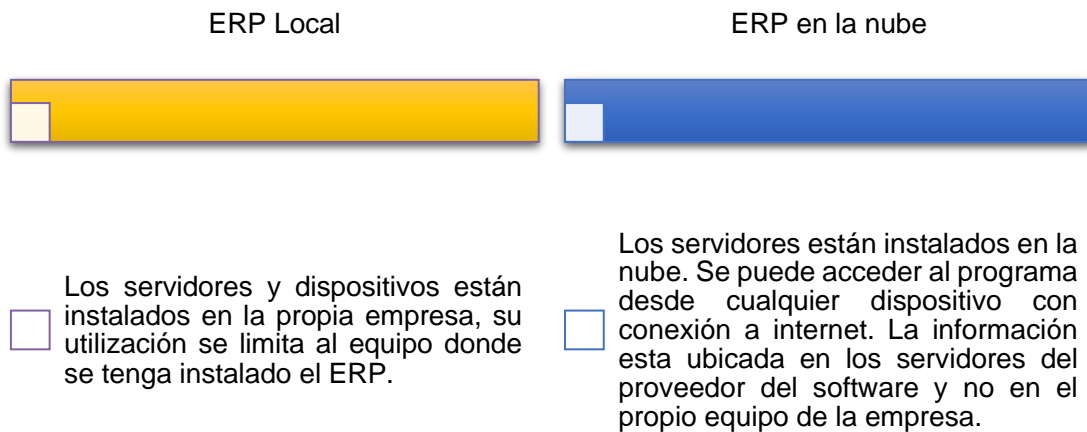 ERP Local
Los servidores y dispositivos están
instalados en la propia empresa, su
utilización se limita al equipo donde
se tenga instalado el ERP.
ERP en la nube
Los servidores están instalados en la
nube. Se puede acceder al programa
desde cualquier dispositivo con
conexión a internet. La información
esta ubicada en los servidores del
proveedor del software y no en el
propio equipo de la empresa.